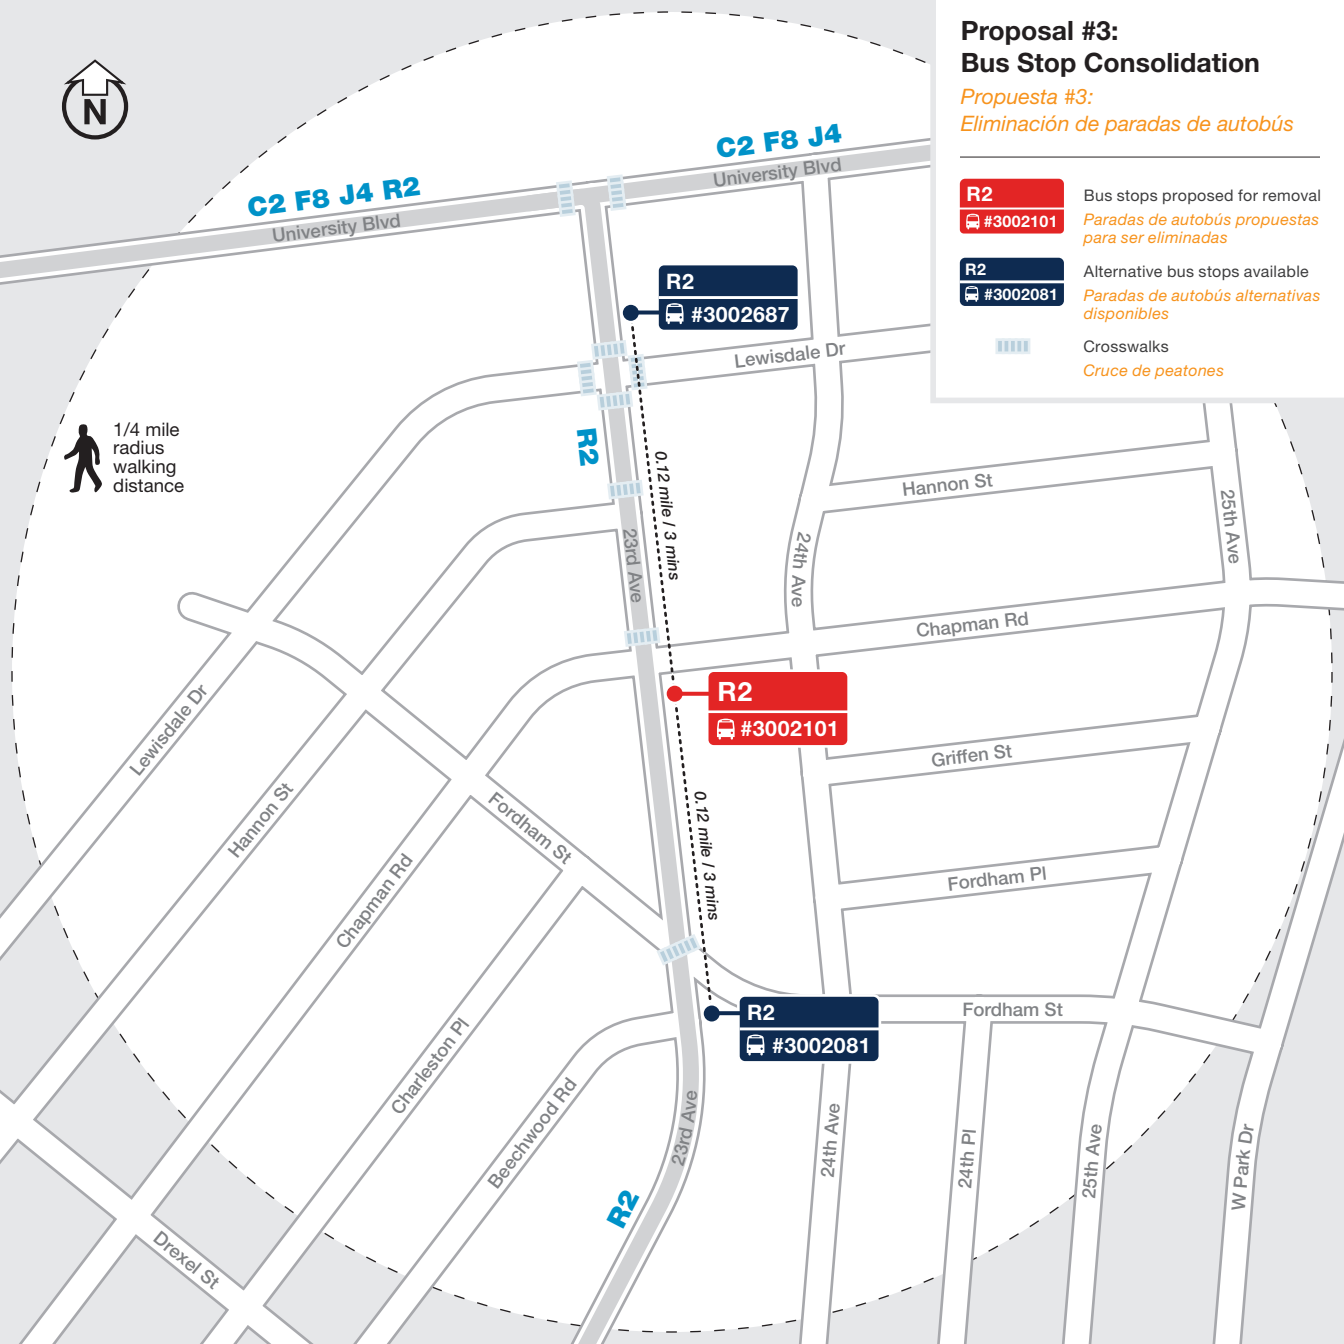 Proposal #3:
Bus Stop Consolidation
Propuesta #3:
Eliminación de paradas de autobús
R2
#3002101
Bus stops proposed for removal
Paradas de autobús propuestas
para ser eliminadas
R2
#3002081
Alternative bus stops available
Paradas de autobús alternativas
disponibles
Crosswalks
Cruce de peatones
N
C2 F8 J4
University Blvd
C2 F8 J4 R2
University Blvd
R2
#3002687
Lewisdale Dr
1/4 mile
radius
walking
distance
R2
0.12 mile / 3 mins
Hannon St
25th Ave
23rd Ave
24th Ave
Chapman Rd
R2
#3002101
Lewisdale Dr
Griffen St
Hannon St
Fordham St
0.12 mile / 3 mins
Chapman Rd
Fordham Pl
R2
#3002081
Fordham St
Charleston Pl
Beechwood Rd
23rd Ave
24th Ave
24th Pl
25th Ave
W Park Dr
R2
Drexel St